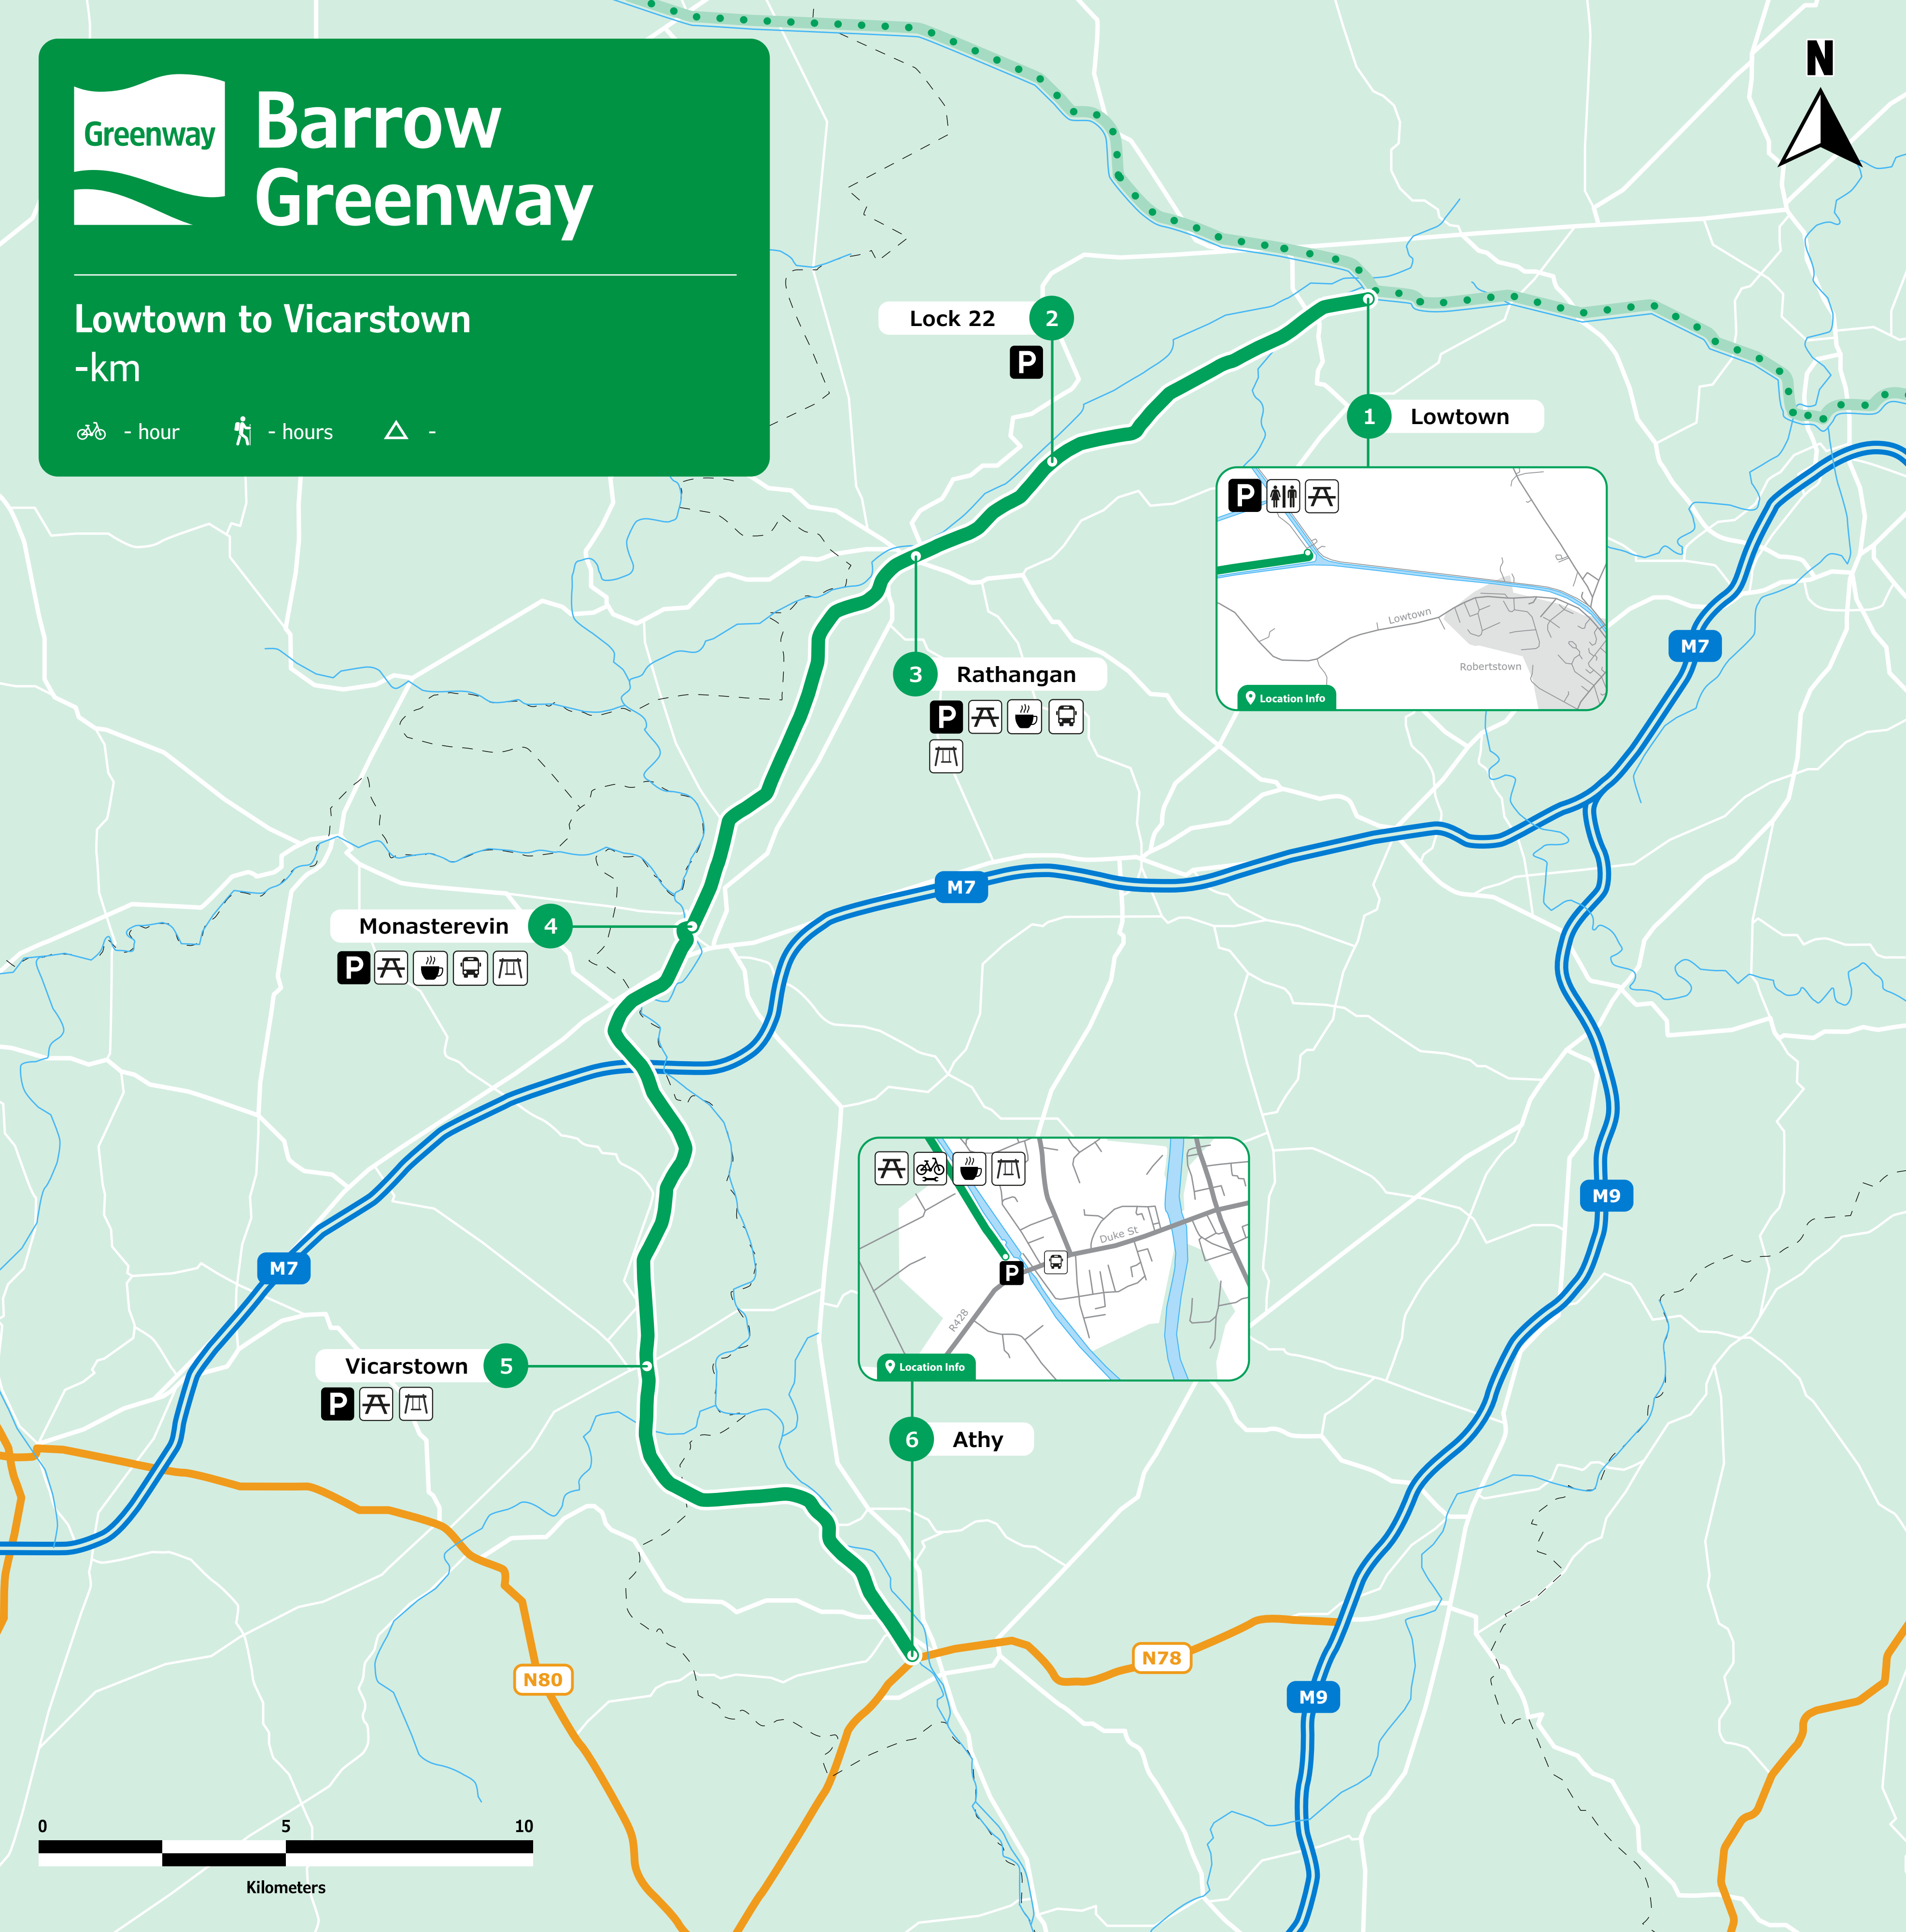 Greenway
Barrow
Greenway
Lowtown to Vicarstown
-km
- hour
- hours
-
N
Lock 22
2
P
1
Lowtown
P
Lowtown
Robertstown
Location Info
M7
3
Rathangan
P
M7
Monasterevin
4
P
M9
Duke St
P
R428
Location Info
M7
Vicarstown
5
P
6
Athy
N78
N80
M9
0 5 10
Kilometers